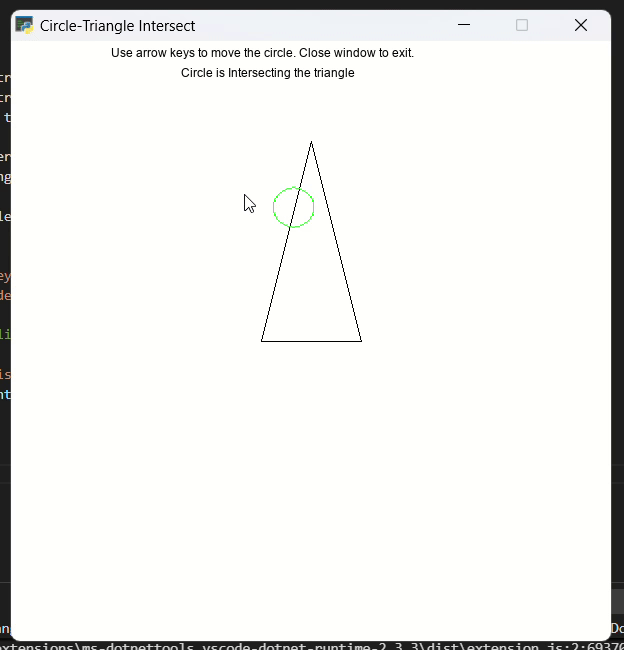 Circle-Triangle Intersect
Use arrow keys to move the circle. Close window to exit.
Circle is Intersecting the triangle
extensions\ms-dotnettools.vscode-dotnet-runtime-2.3.3\dist\extension.js:2:69370